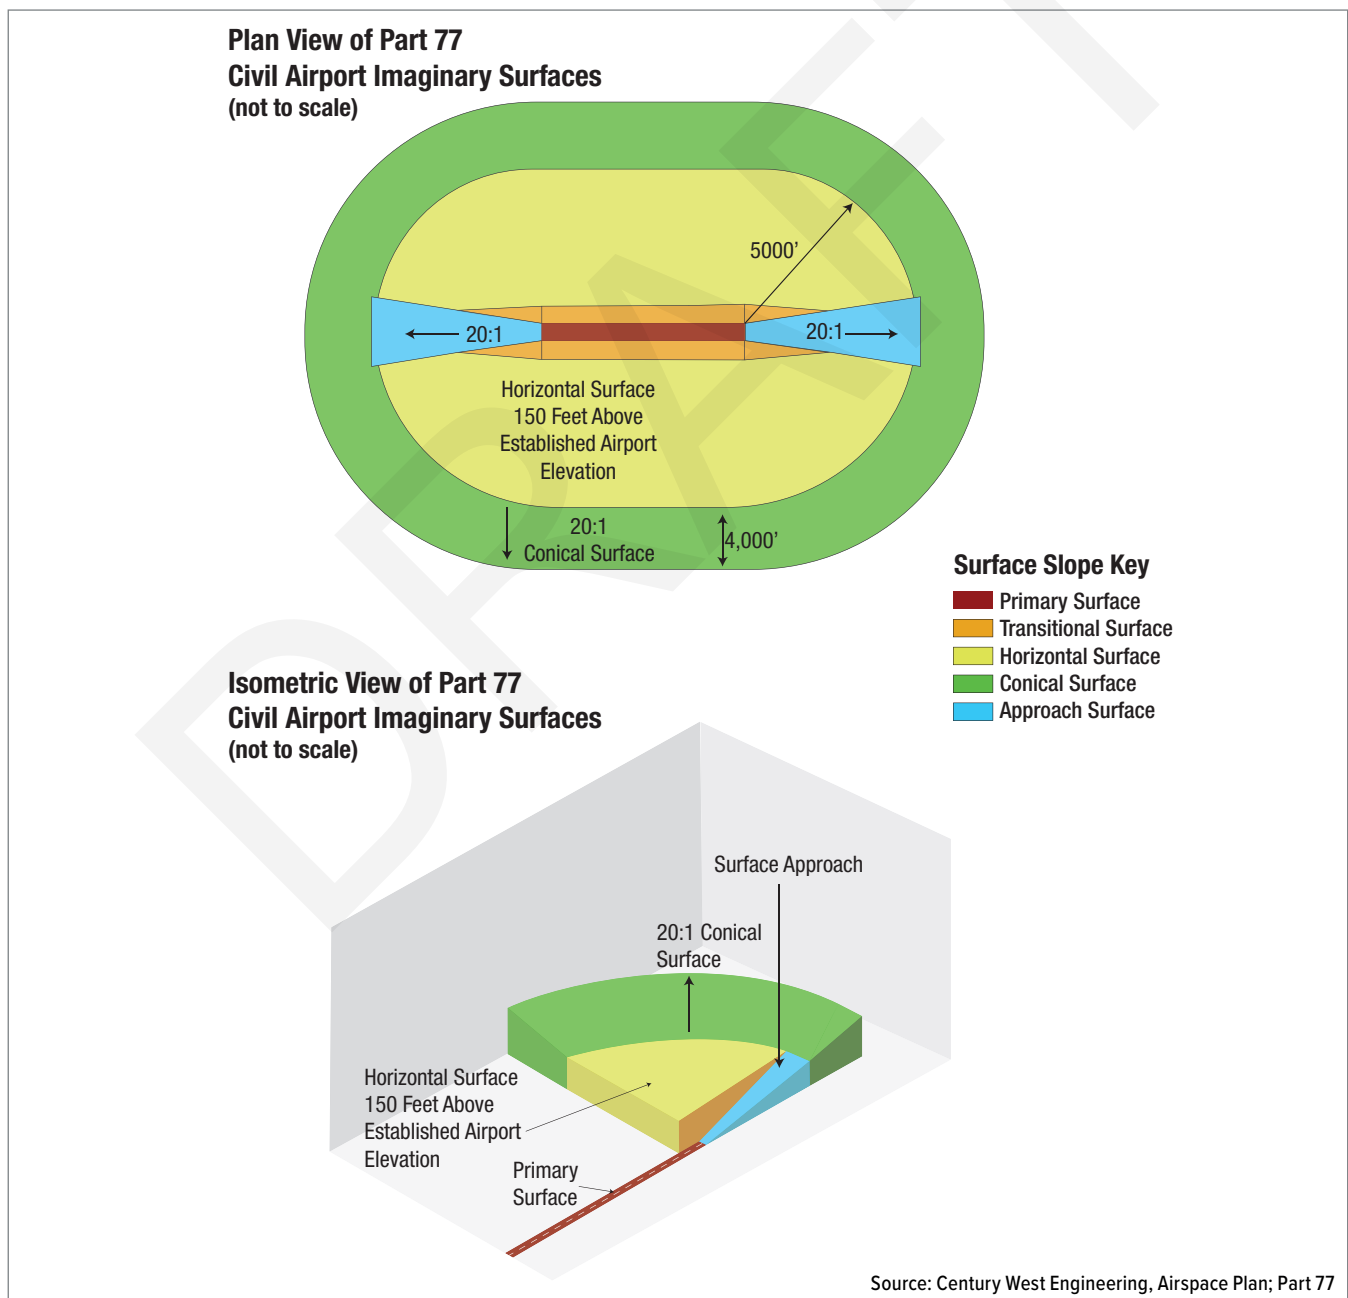 Plan View of Part 77
Civil Airport Imaginary Surfaces
(not to scale)
5000’
20:1
20:1
Horizontal Surface
150 Feet Above
Established Airport
Elevation
20:1
Conical Surface
4,000’
Surface Slope Key
Primary Surface
Transitional Surface
Horizontal Surface
Conical Surface
Approach Surface
Isometric View of Part 77
Civil Airport Imaginary Surfaces
(not to scale)
Surface Approach
20:1 Conical
Surface
Horizontal Surface
150 Feet Above
Established Airport
Elevation
Primary
Surface
Source: Century West Engineering, Airspace Plan; Part 77
DRAFT